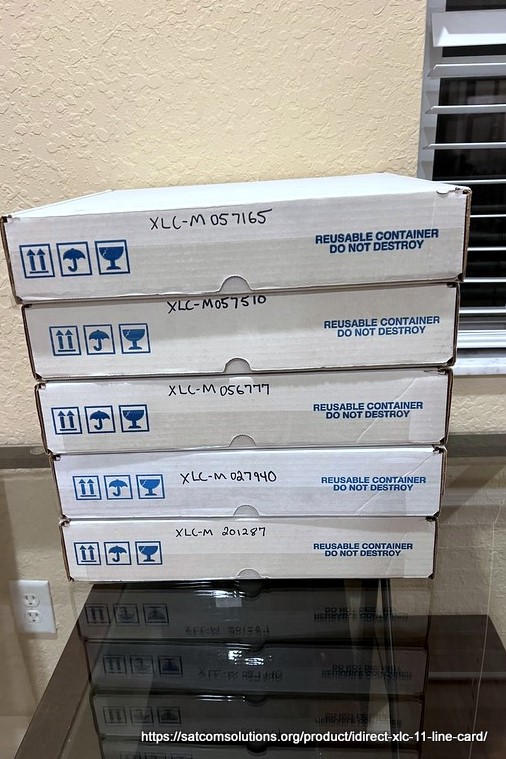 XLC-M 057165
REUSABLE CONTAINER
DO NOT DESTROY
XLC-M057510
REUSABLE CONTAINER
DO NOT DESTROY
XLC-M 056777
REUSABLE CONTAINER
DO NOT DESTROY
XLC-M 027940
REUSABLE CONTAINER
DO NOT DESTROY
XLC-M 201287
REUSABLE CONTAINER
DO NOT DESTROY
https://satcomsolutions.org/product/idirect-xlc-11-line-card/